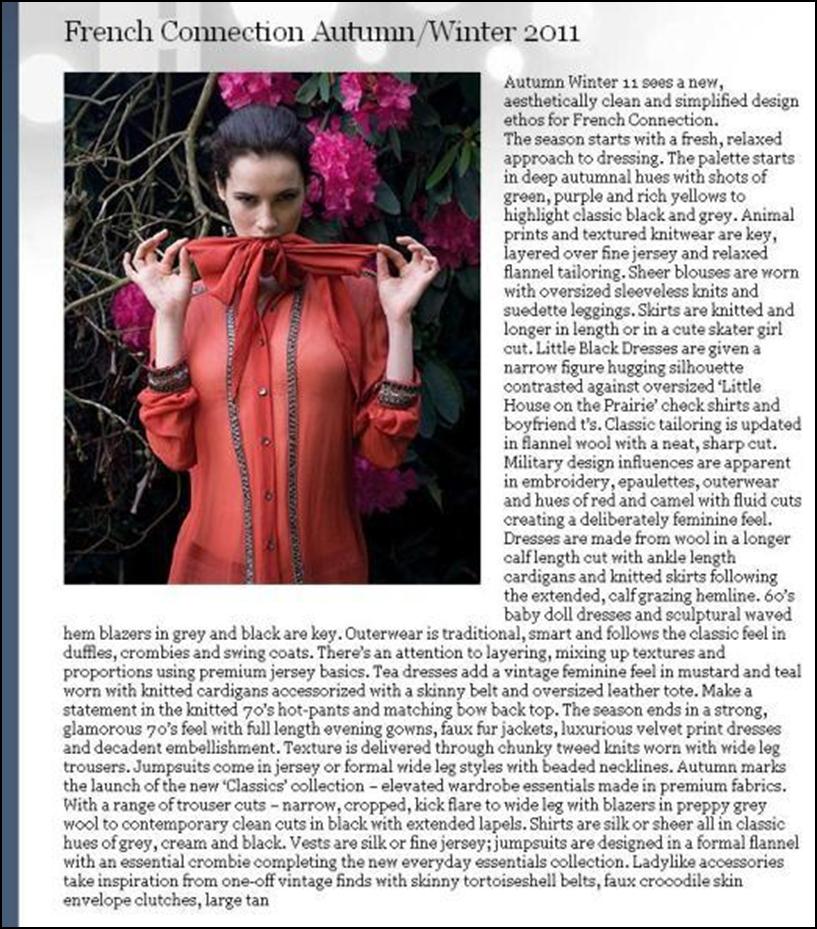 French Connection Autumn/Winter 2011
Autumn Winter 11 sees a new,
aesthetically clean and simplified design
ethos for French Connection.
The season starts with a fresh, relaxed
approach to dressing. The palette starts
in deep autumnal hues with shots of
green, purple and rich yellows to
highlight classic black and grey. Animal
prints and textured knitwear are key,
layered over fine jersey and relaxed
flannel tailoring. Sheer blouses are worn
with oversized sleeveless knits and
suedette leggings. Skirts are knitted and
longer in length or in a cute skater girl
cut. Little Black Dresses are given a
narrow figure hugging silhouette
contrasted against oversized ‘Little
House on the Prairie’ check shirts and
boyfriend t’s. Classic tailoring is updated
in flannel wool with a neat, sharp cut.
Military design influences are apparent
in embroidery, epaulettes, outerwear
and hues of red and camel with fluid cuts
creating a deliberately feminine feel.
Dresses are made from wool in a longer
calf length cut with ankle length
cardigans and knitted skirts following
the extended, calf grazing hemline. 60’s
baby doll dresses and sculptural waved
hem blazers in grey and black are key. Outerwear is traditional, smart and follows the classic feel in
duffles, crombies and swing coats. There’s an attention to layering, mixing up textures and
proportions using premium jersey basics. Tea dresses add a vintage feminine feel in mustard and teal
worn with knitted cardigans accessorized with a skinny belt and oversized leather tote. Make a
statement in the knitted 70’s hot-pants and matching bow back top. The season ends in a strong,
glamorous 70’s feel with full length evening gowns, faux fur jackets, luxurious velvet print dresses
and decadent embellishment. Texture is delivered through chunky tweed knits worn with wide leg
trousers. Jumpsuits come in jersey or formal wide leg styles with beaded necklines. Autumn marks
the launch of the new ‘Classics’ collection – elevated wardrobe essentials made in premium fabrics.
With a range of trouser cuts – narrow, cropped, kick flare to wide leg with blazers in preppy grey
wool to contemporary clean cuts in black with extended lapels. Shirts are silk or sheer all in classic
hues of grey, cream and black. Vests are silk or fine jersey; jumpsuits are designed in a formal flannel
with an essential crombie completing the new everyday essentials collection. Ladylike accessories
take inspiration from one-off vintage finds with skinny tortoiseshell belts, faux crocodile skin
envelope clutches, large tan